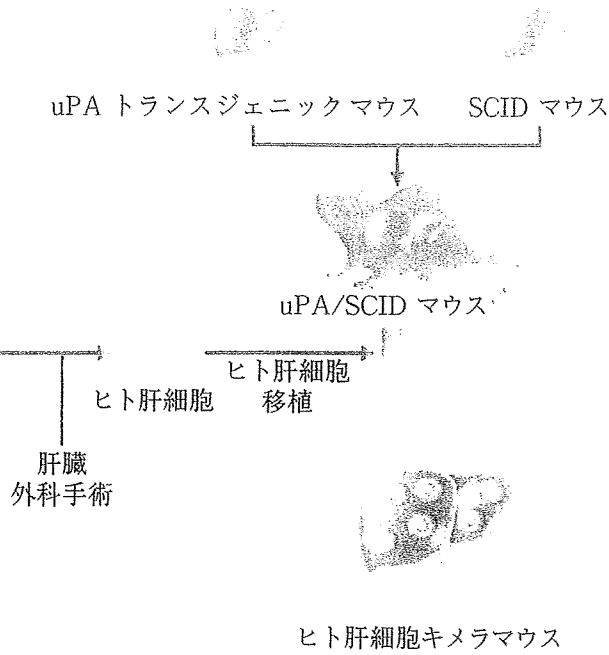 uPA トランスジェニックマウス SCID マウス
uPA/SCID マウス
ヒト肝細胞
ヒト肝細胞
移植
肝臓
外科手術
ヒト肝細胞キメラマウス